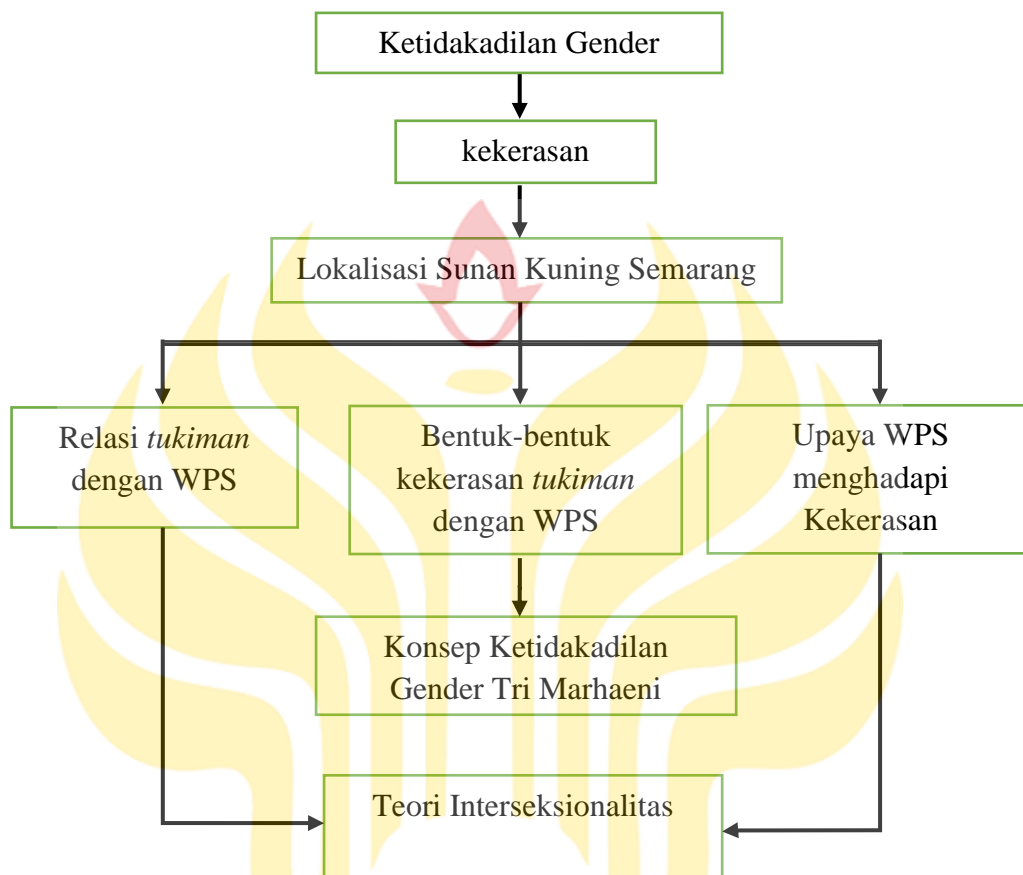 Ketidakadilan Gender
kekerasan
Lokalisasi Sunan Kuning Semarang
Relasi tukiman
dengan WPS
Bentuk-bentuk
kekerasan tukiman
dengan WPS
Upaya WPS
menghadapi
Kekerasan
Konsep Ketidakadilan
Gender Tri Marhaeni
Teori Interseksionalitas